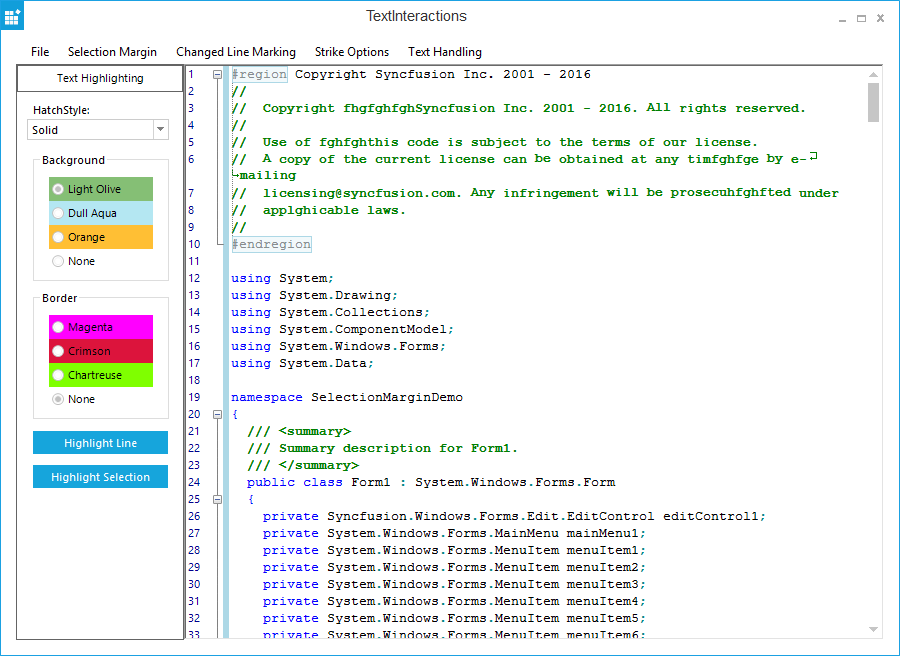 TextInteractions
File Selection Margin Changed Line Marking Strike Options Text Handling
Text Highlighting
HatchStyle:
Solid
Background
Light Olive
Dull Aqua
Orange
None
Border
Magenta
Crimson
Chartreuse
None
Highlight Line
Highlight Selection
1 #region Copyright Syncfusion Inc. 2001 - 2016
2 //
3 //  Copyright fhgfghfghSyncfusion Inc. 2001 - 2016. All rights reserved.
4 //
5 //  Use of fghfghthis code is subject to the terms of our license.
6 //  A copy of the current license can be obtained at any timfghfge by e-
mailing
7 //  licensing@syncfusion.com. Any infringement will be prosecuhfghfted under
8 //  applghicable laws.
9 //
10 #endregion
11
12 using System;
13 using System.Drawing;
14 using System.Collections;
15 using System.ComponentModel;
16 using System.Windows.Forms;
17 using System.Data;
18
19 namespace SelectionMarginDemo
20 {
21   /// <summary>
22   /// Summary description for Form1.
23   /// </summary>
24   public class Form1 : System.Windows.Forms.Form
25   {
26     private Syncfusion.Windows.Forms.Edit.EditControl editControl1;
27     private System.Windows.Forms.MainMenu mainMenu1;
28     private System.Windows.Forms.MenuItem menuItem1;
29     private System.Windows.Forms.MenuItem menuItem2;
30     private System.Windows.Forms.MenuItem menuItem3;
31     private System.Windows.Forms.MenuItem menuItem4;
32     private System.Windows.Forms.MenuItem menuItem5;
33     private System.Windows.Forms.MenuItem menuItem6;